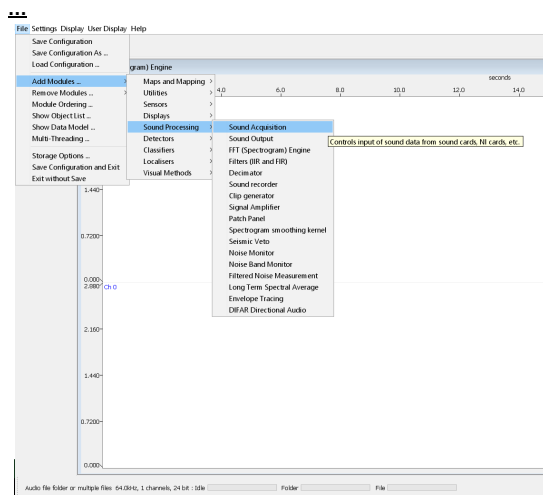 ...
File Settings Display User Display Help
Save Configuration
Save Configuration As ...
Load Configuration ...
Add Modules ...
Remove Modules ...
Module Ordering ...
Show Object List ...
Show Data Model ...
Multi-Threading ...
Storage Options ...
Save Configuration and Exit
Exit without Save
gram) Engine
Maps and Mapping
Utilities
Sensors
Displays
Sound Processing
Detectors
Classifiers
Localisers
Visual Methods
Sound Acquisition
Sound Output
FFT (Spectrogram) Engine
Filters (IIR and FIR)
Decimator
Sound recorder
Clip generator
Signal Amplifier
Patch Panel
Spectrogram smoothing kernel
Seismic Veto
Noise Monitor
Noise Band Monitor
Filtered Noise Measurement
Long Term Spectral Average
Envelope Tracing
DIFAR Directional Audio
Controls input of sound data from sound cards, NI cards, etc.
seconds
4.0 6.0 8.0 10.0 12.0 14.0
1.440
0.7200
0.000
2.880 Ch 0
2.160
1.440
0.7200
0.000
Audio file folder or multiple files 64.0kHz, 1 channels, 24 bit : Idle Folder File